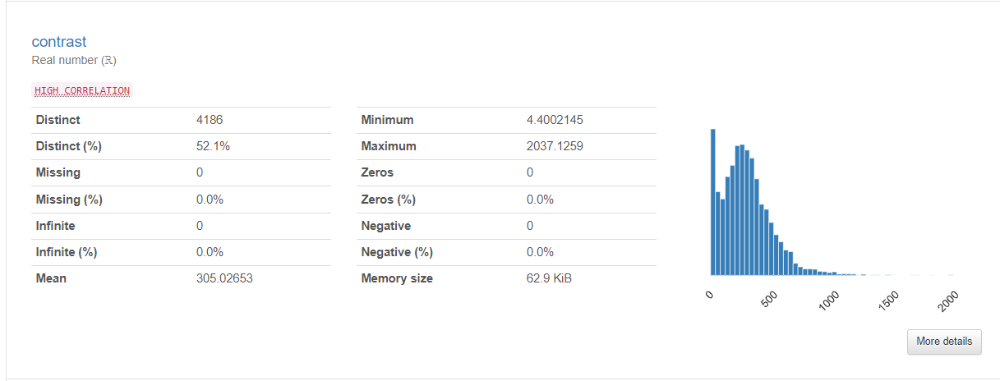 contrast
Real number (ℝ)
HIGH CORRELATION
Distinct 4186
Distinct (%) 52.1%
Missing 0
Missing (%) 0.0%
Infinite 0
Infinite (%) 0.0%
Mean 305.02653
Minimum 4.4002145
Maximum 2037.1259
Zeros 0
Zeros (%) 0.0%
Negative 0
Negative (%) 0.0%
Memory size 62.9 KiB
0 500 1000 1500 2000
More details